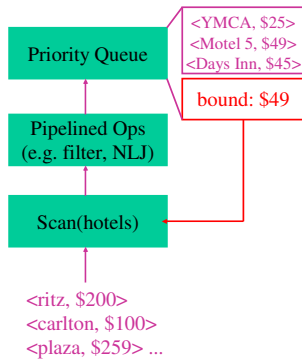 <YMCA, $25>
<Motel 5, $49>
<Days Inn, $45>
Priority Queue
bound: $49
Pipelined Ops
(e.g. filter, NLJ)
Scan(hotels)
<ritz, $200>
<carlton, $100>
<plaza, $259> ...